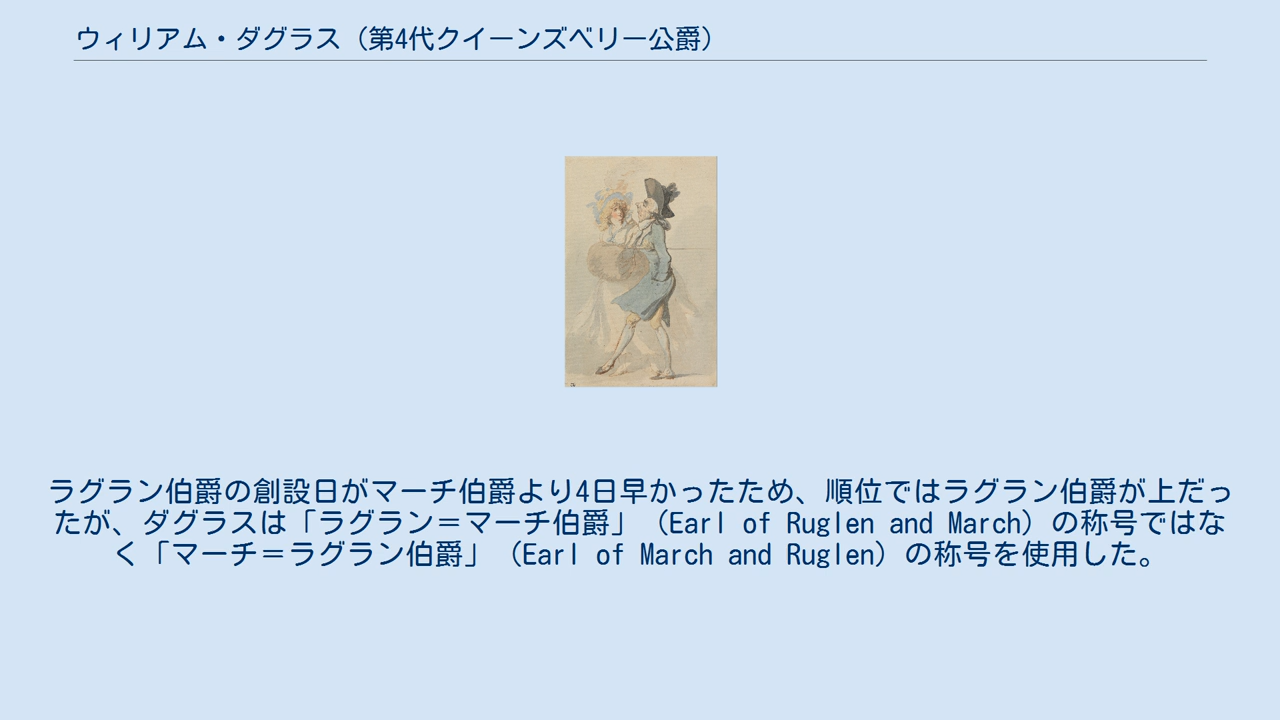 ウィリアム・ダグラス（第4代クイーンズベリー公爵）
ラグラン伯爵の創設日がマーチ伯爵より4日早かったため、順位ではラグラン伯爵が上だっ
たが、ダグラスは「ラグラン＝マーチ伯爵」（Earl of Ruglen and March）の称号ではな
く「マーチ＝ラグラン伯爵」（Earl of March and Ruglen）の称号を使用した。